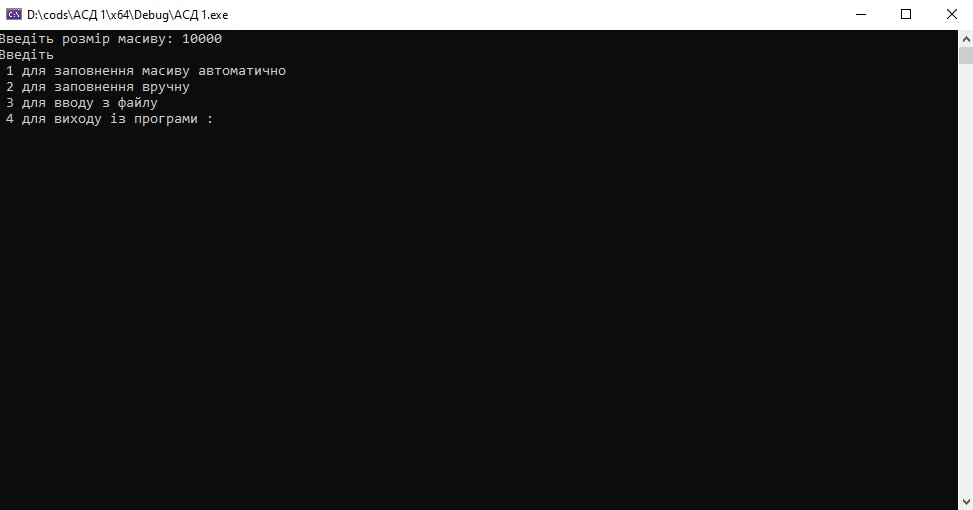 D:\cods\АСД 1\x64\Debug\АСД 1.exe
Введіть розмір масиву: 10000
Введіть
1 для заповнення масиву автоматично
2 для заповнення вручну
3 для вводу з файлу
4 для виходу із програми :